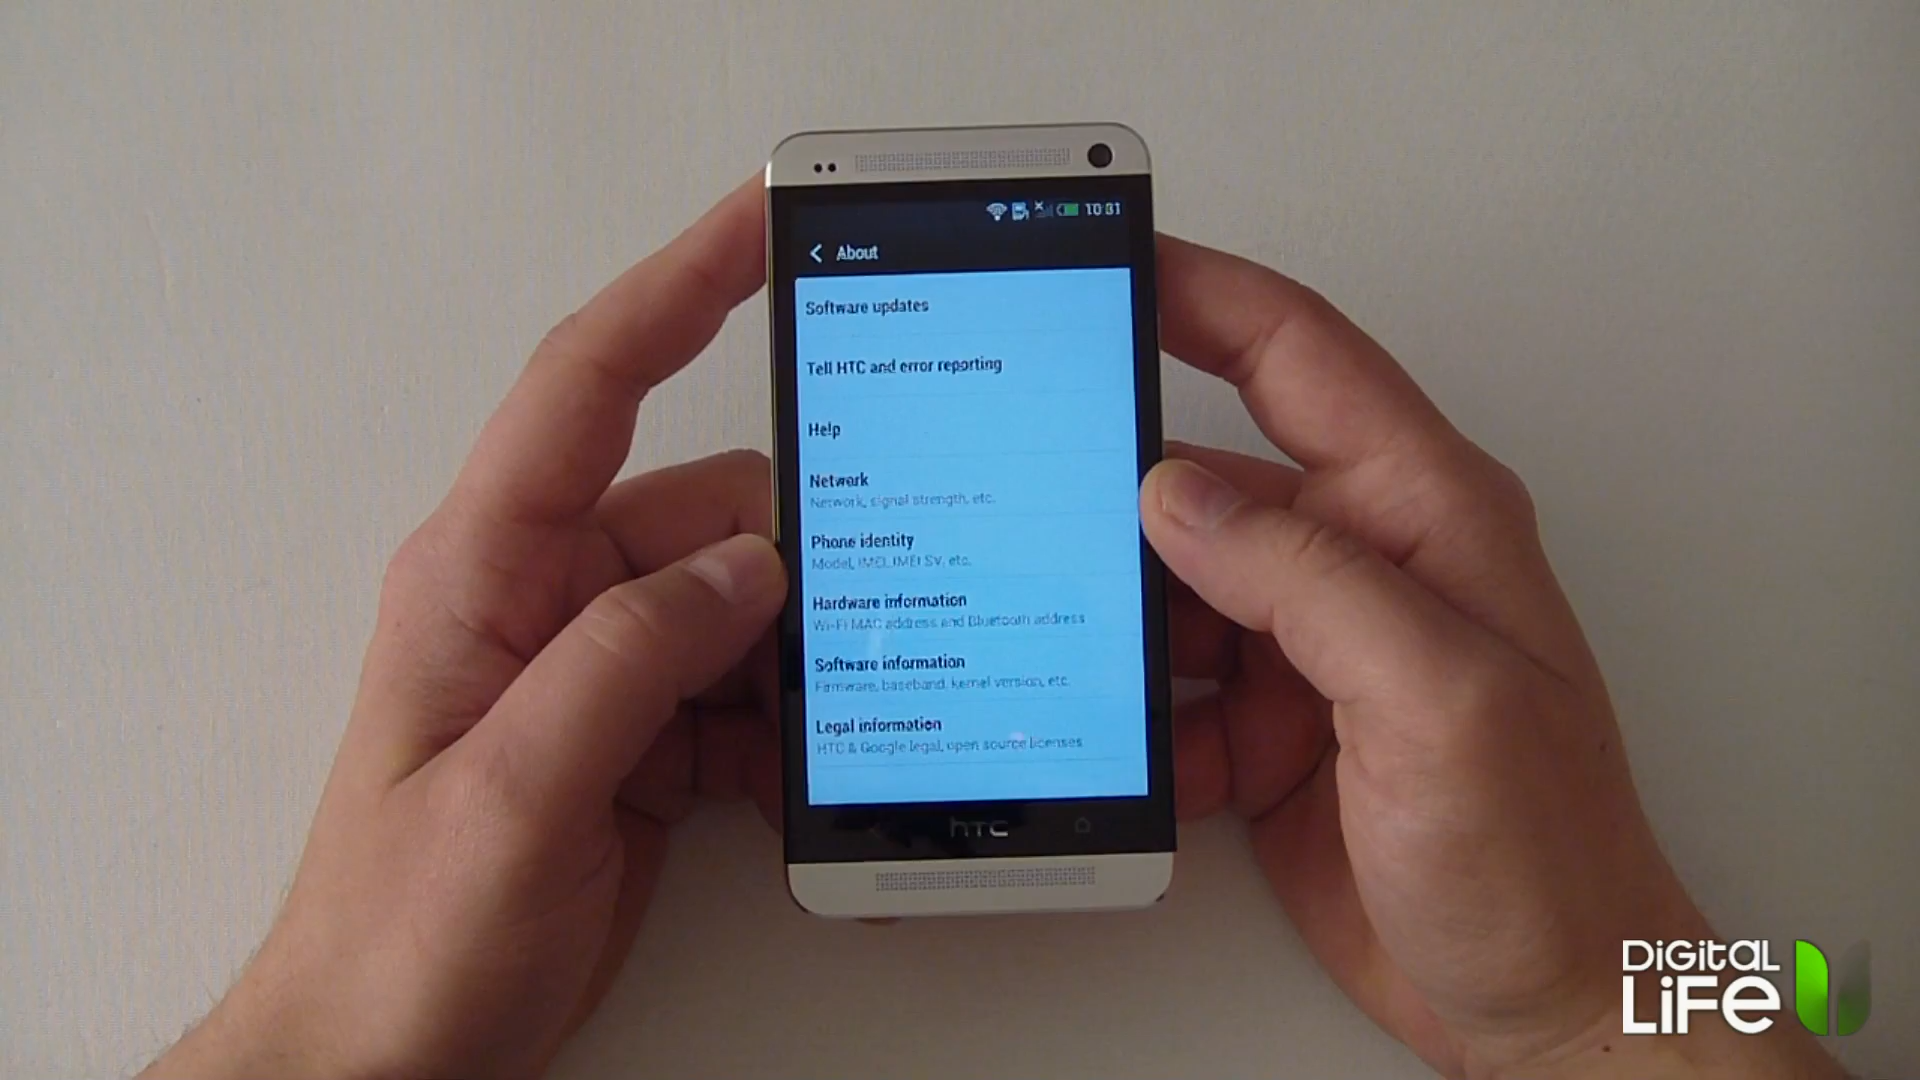 10:31
About
Software updates
Tell HTC and error reporting
Help
Network
Network, signal strength, etc.
Phone identity
Model, IMEI, IMEI SV, etc.
Hardware information
Wi-Fi MAC address and Bluetooth address
Software information
Firmware, baseband, kernel version, etc.
Legal information
HTC & Google legal, open source licenses
hTC
DiGitaL
LiFe